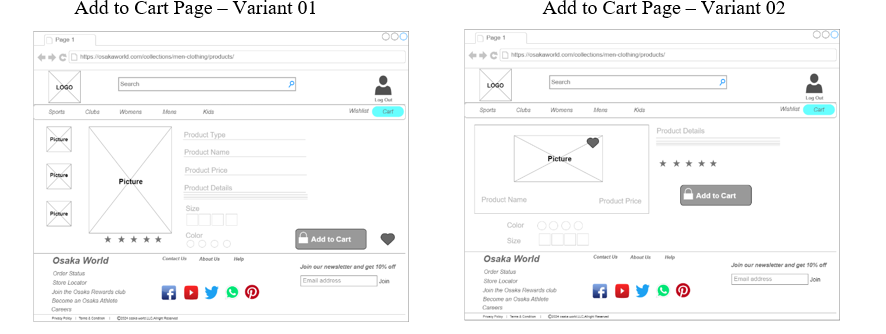 Add to Cart Page – Variant 01
Page 1
https://osakaworld.com/collections/men-clothing/products/
LOGO
Search
Log Out
Sports Clubs Womens Mens Kids Wishlist Cart
Picture
Picture
Picture
Picture
Product Type
Product Name
Product Price
Product Details
Size
Color
Add to Cart
Osaka World
Contact Us About Us Help
Order Status
Store Locator
Join the Osaka Rewards club
Become an Osaka Athlete
Careers
Join our newsletter and get 10% off
Email address Join
Privacy Policy | Terms & Condition | ©2024 osaka world LLC.All right Reserved
Add to Cart Page – Variant 02
Page 1
https://osakaworld.com/collections/men-clothing/products/
LOGO
Search
Log Out
Sports Clubs Womens Mens Kids Wishlist Cart
Picture
Product Name Product Price
Product Details
Add to Cart
Color
Size
Osaka World
Contact Us About Us Help
Order Status
Store Locator
Join the Osaka Rewards club
Become an Osaka Athlete
Careers
Join our newsletter and get 10% off
Email address Join
Privacy Policy | Terms & Condition | ©2024 osaka world LLC.All right Reserved